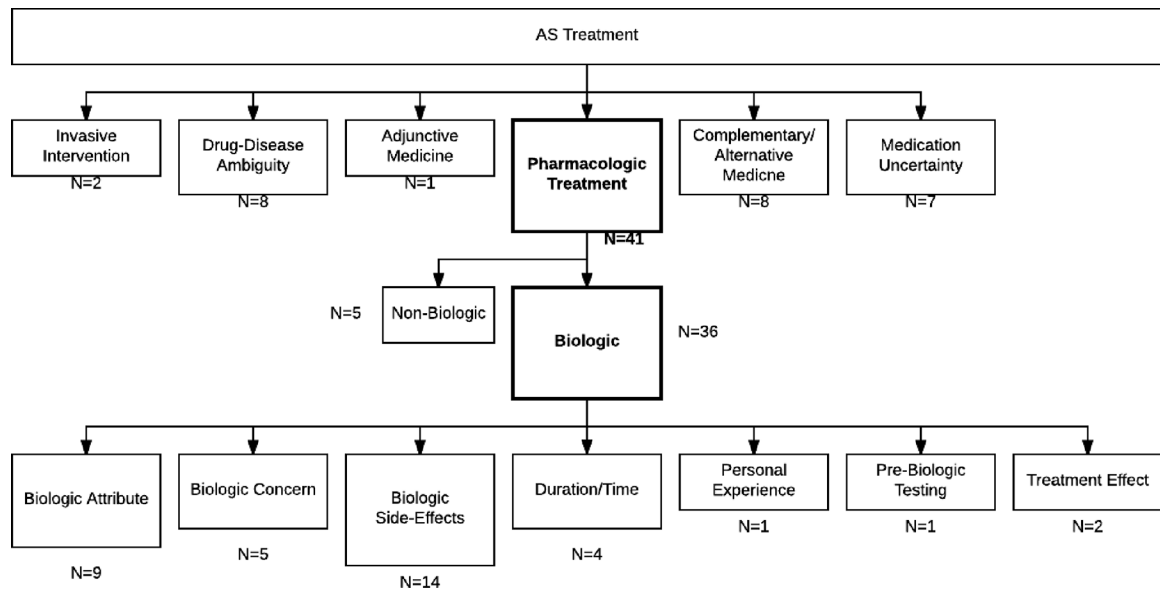 AS Treatment
Invasive
Intervention
N=2
Drug-Disease
Ambiguity
N=8
Adjunctive
Medicine
N=1
Pharmacologic
Treatment
N=41
Complementary/
Alternative
Medicne
N=8
Medication
Uncertainty
N=7
N=5
Non-Biologic
Biologic
N=36
Biologic Attribute
N=9
Biologic Concern
N=5
Biologic
Side-Effects
N=14
Duration/Time
N=4
Personal
Experience
N=1
Pre-Biologic
Testing
N=1
Treatment Effect
N=2